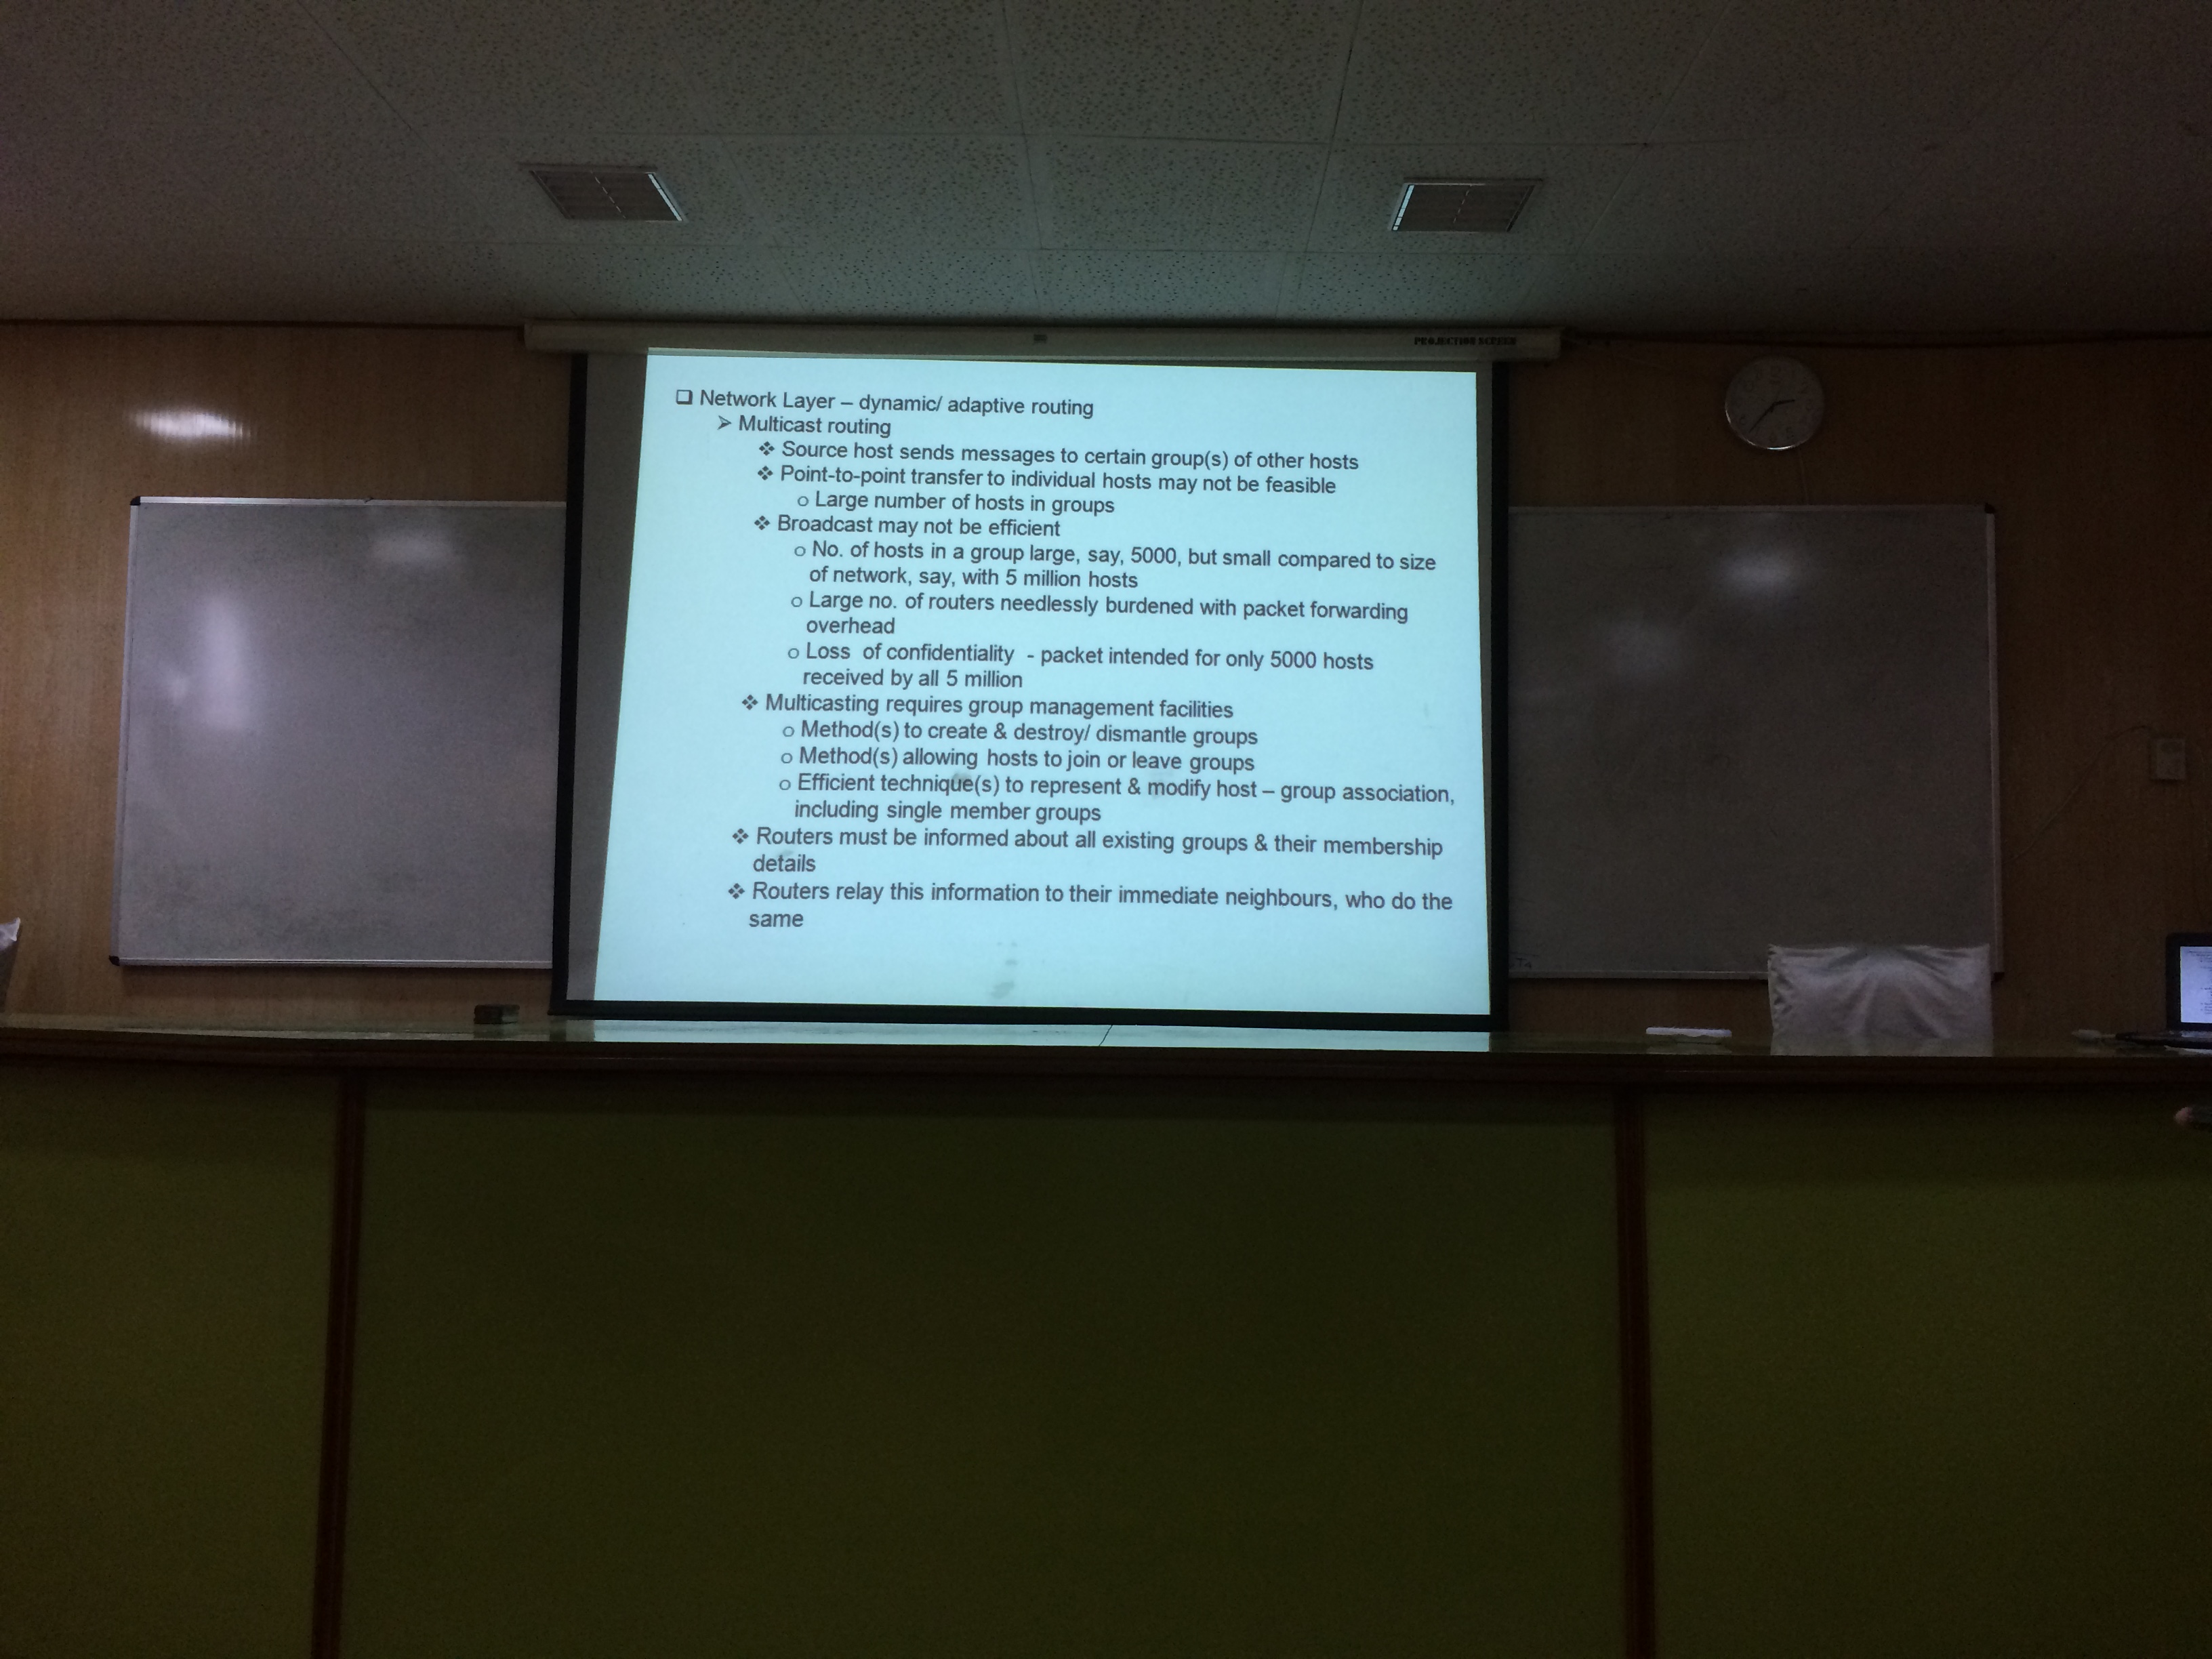 PROJECTION SCREEN
❑ Network Layer – dynamic/ adaptive routing
➢ Multicast routing
❖ Source host sends messages to certain group(s) of other hosts
❖ Point-to-point transfer to individual hosts may not be feasible
o Large number of hosts in groups
❖ Broadcast may not be efficient
o No. of hosts in a group large, say, 5000, but small compared to size
of network, say, with 5 million hosts
o Large no. of routers needlessly burdened with packet forwarding
overhead
o Loss of confidentiality - packet intended for only 5000 hosts
received by all 5 million
❖ Multicasting requires group management facilities
o Method(s) to create & destroy/ dismantle groups
o Method(s) allowing hosts to join or leave groups
o Efficient technique(s) to represent & modify host – group association,
including single member groups
❖ Routers must be informed about all existing groups & their membership
details
❖ Routers relay this information to their immediate neighbours, who do the
same